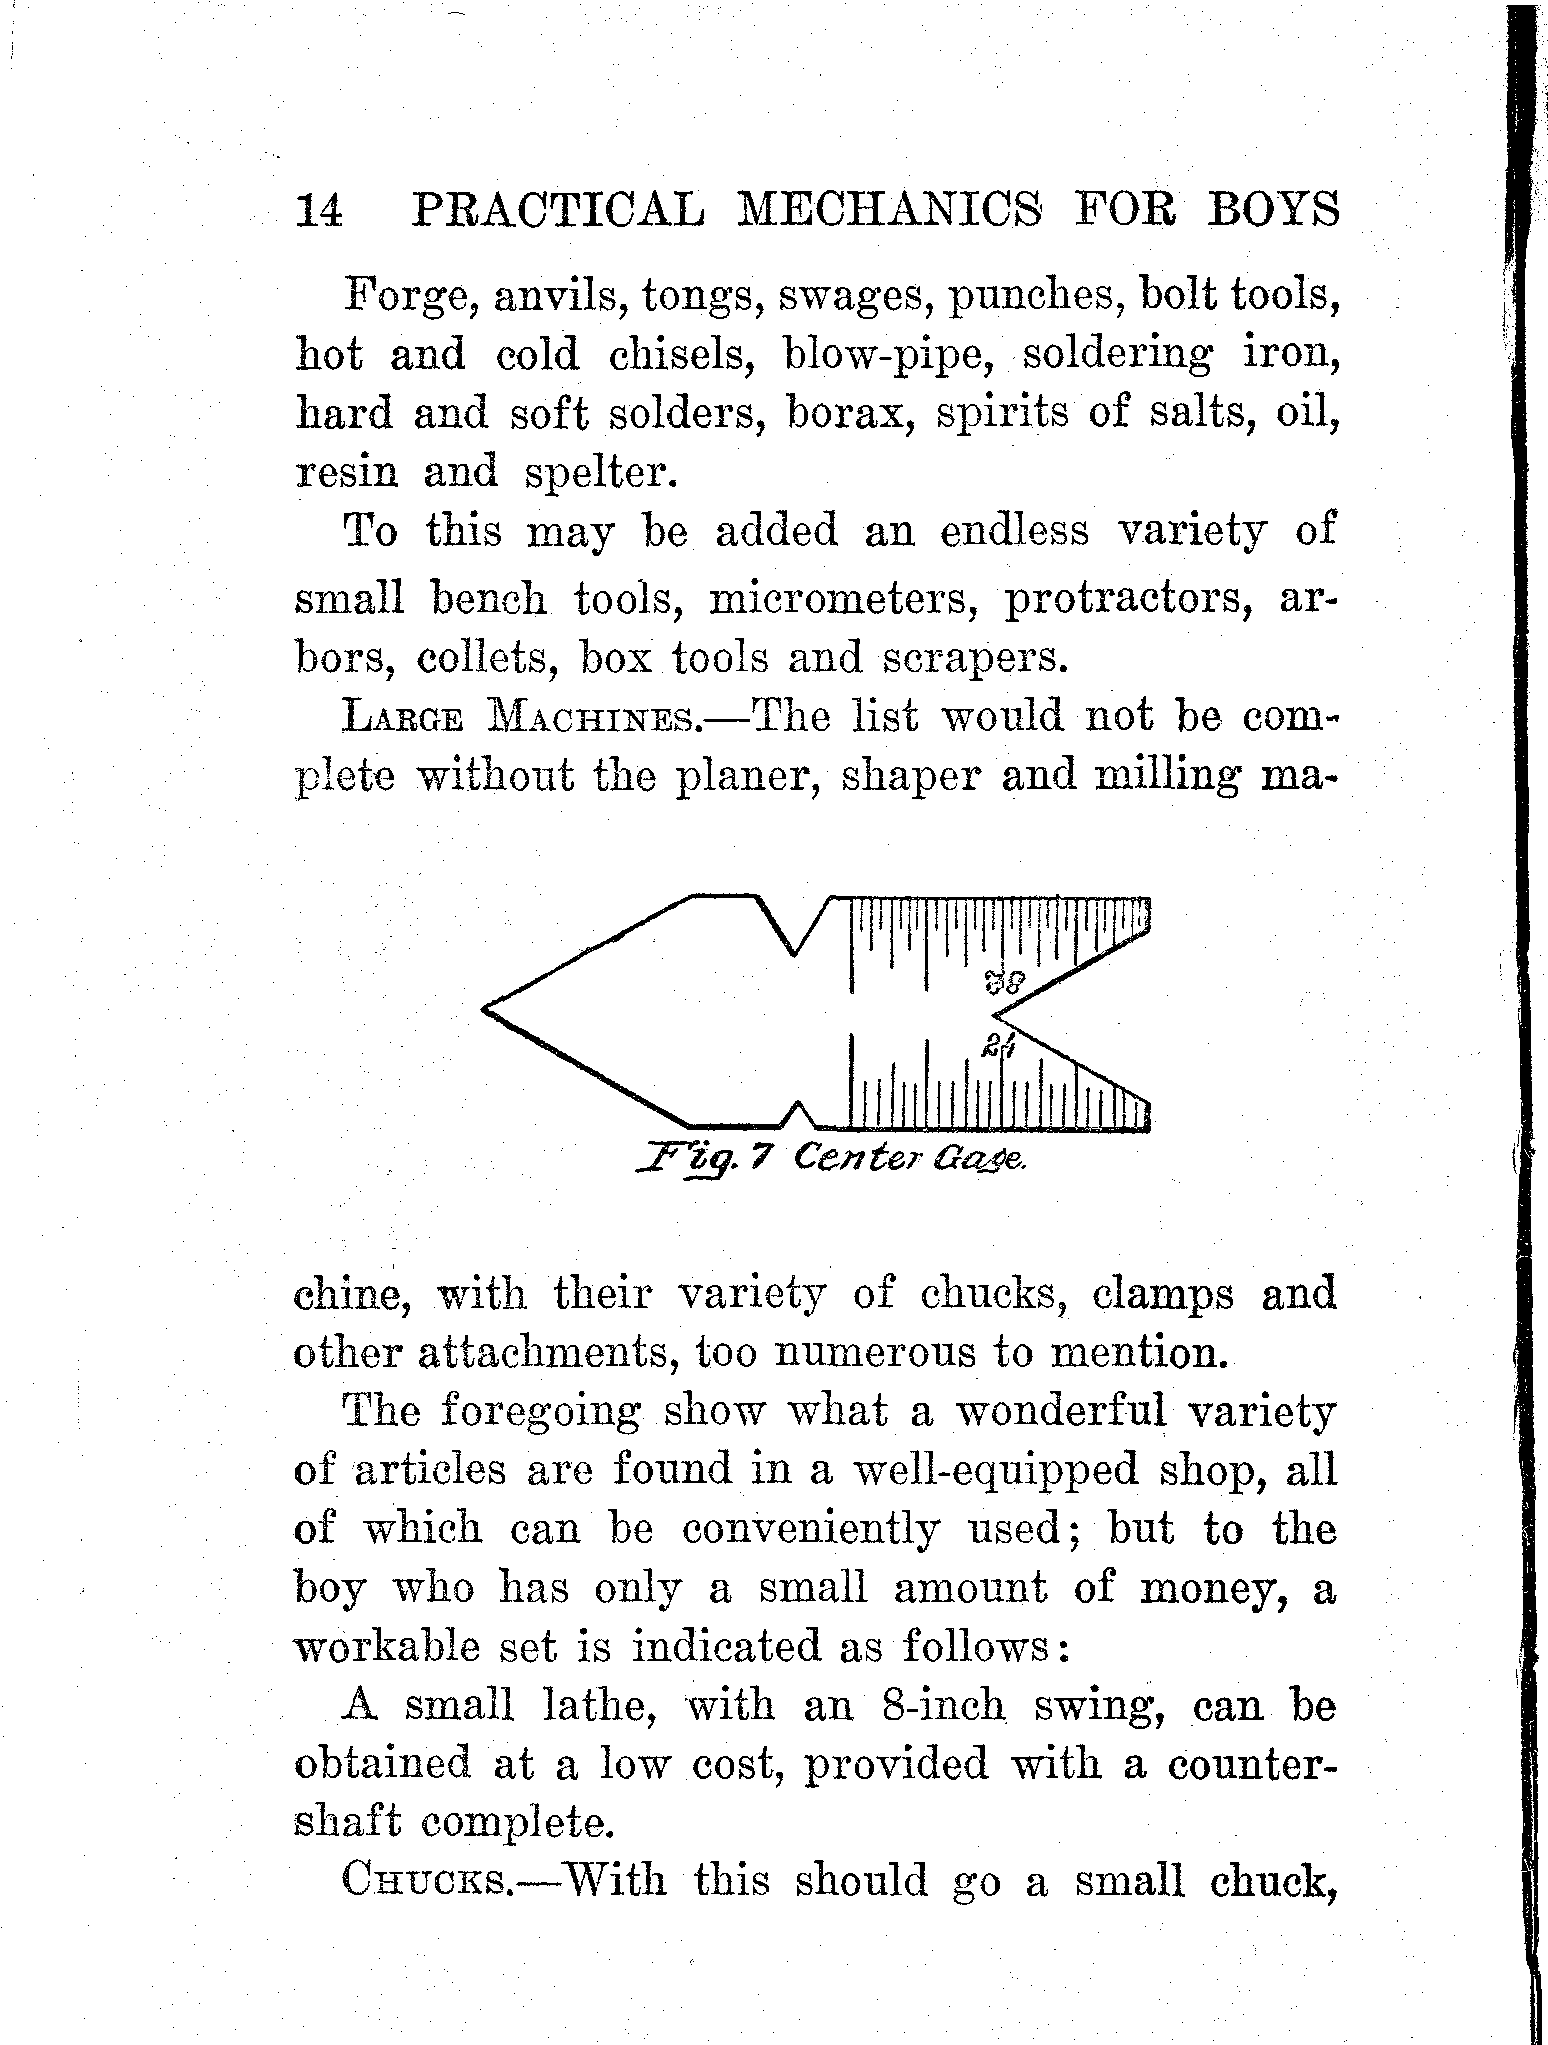 14 PRACTICAL MECHANICS FOR BOYS
Forge, anvils, tongs, swages, punches, bolt tools,
hot and cold chisels, blow-pipe, soldering iron,
hard and soft solders, borax, spirits of salts, oil,
resin and spelter.
To this may be added an endless variety of
small bench tools, micrometers, protractors, ar-
bors, collets, box tools and scrapers.
LARGE MACHINES.—The list would not be com-
plete without the planer, shaper and milling ma-
24
Fig. 7 Center Gage.
chine, with their variety of chucks, clamps and
other attachments, too numerous to mention.
The foregoing show what a wonderful variety
of articles are found in a well-equipped shop, all
of which can be conveniently used; but to the
boy who has only a small amount of money, a
workable set is indicated as follows:
A small lathe, with an 8-inch swing, can be
obtained at a low cost, provided with a counter-
shaft complete.
CHUCKS.—With this should go a small chuck,